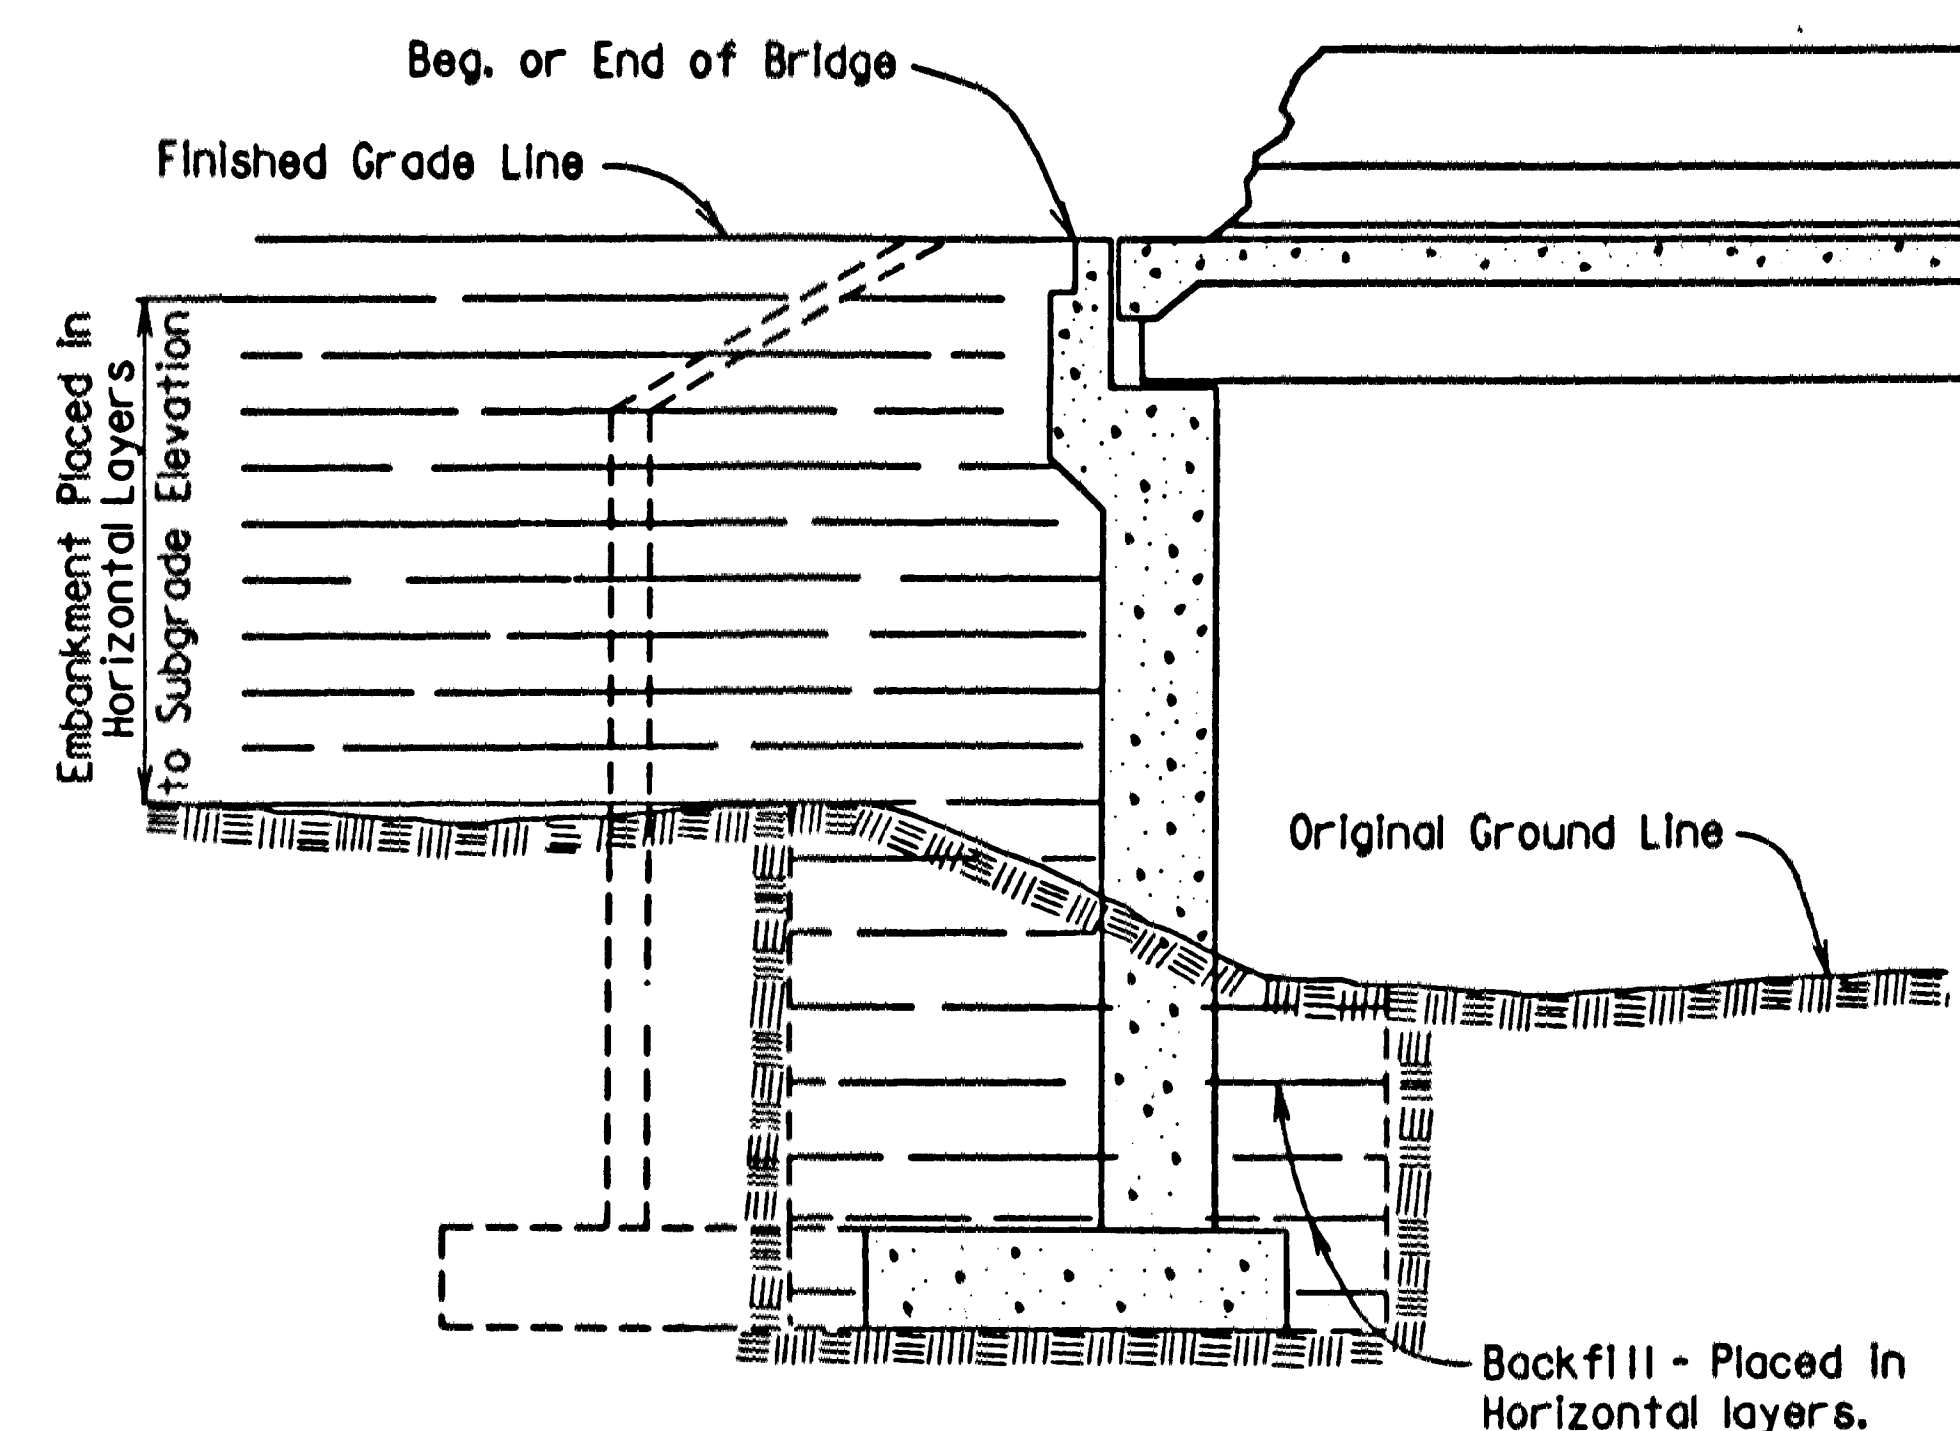 Beg. or End of Bridge
Finished Grade Line
Embankment Placed in
Horizontal Layers
to Subgrade Elevation
Original Ground Line
Backfill - Placed in
Horizontal layers.